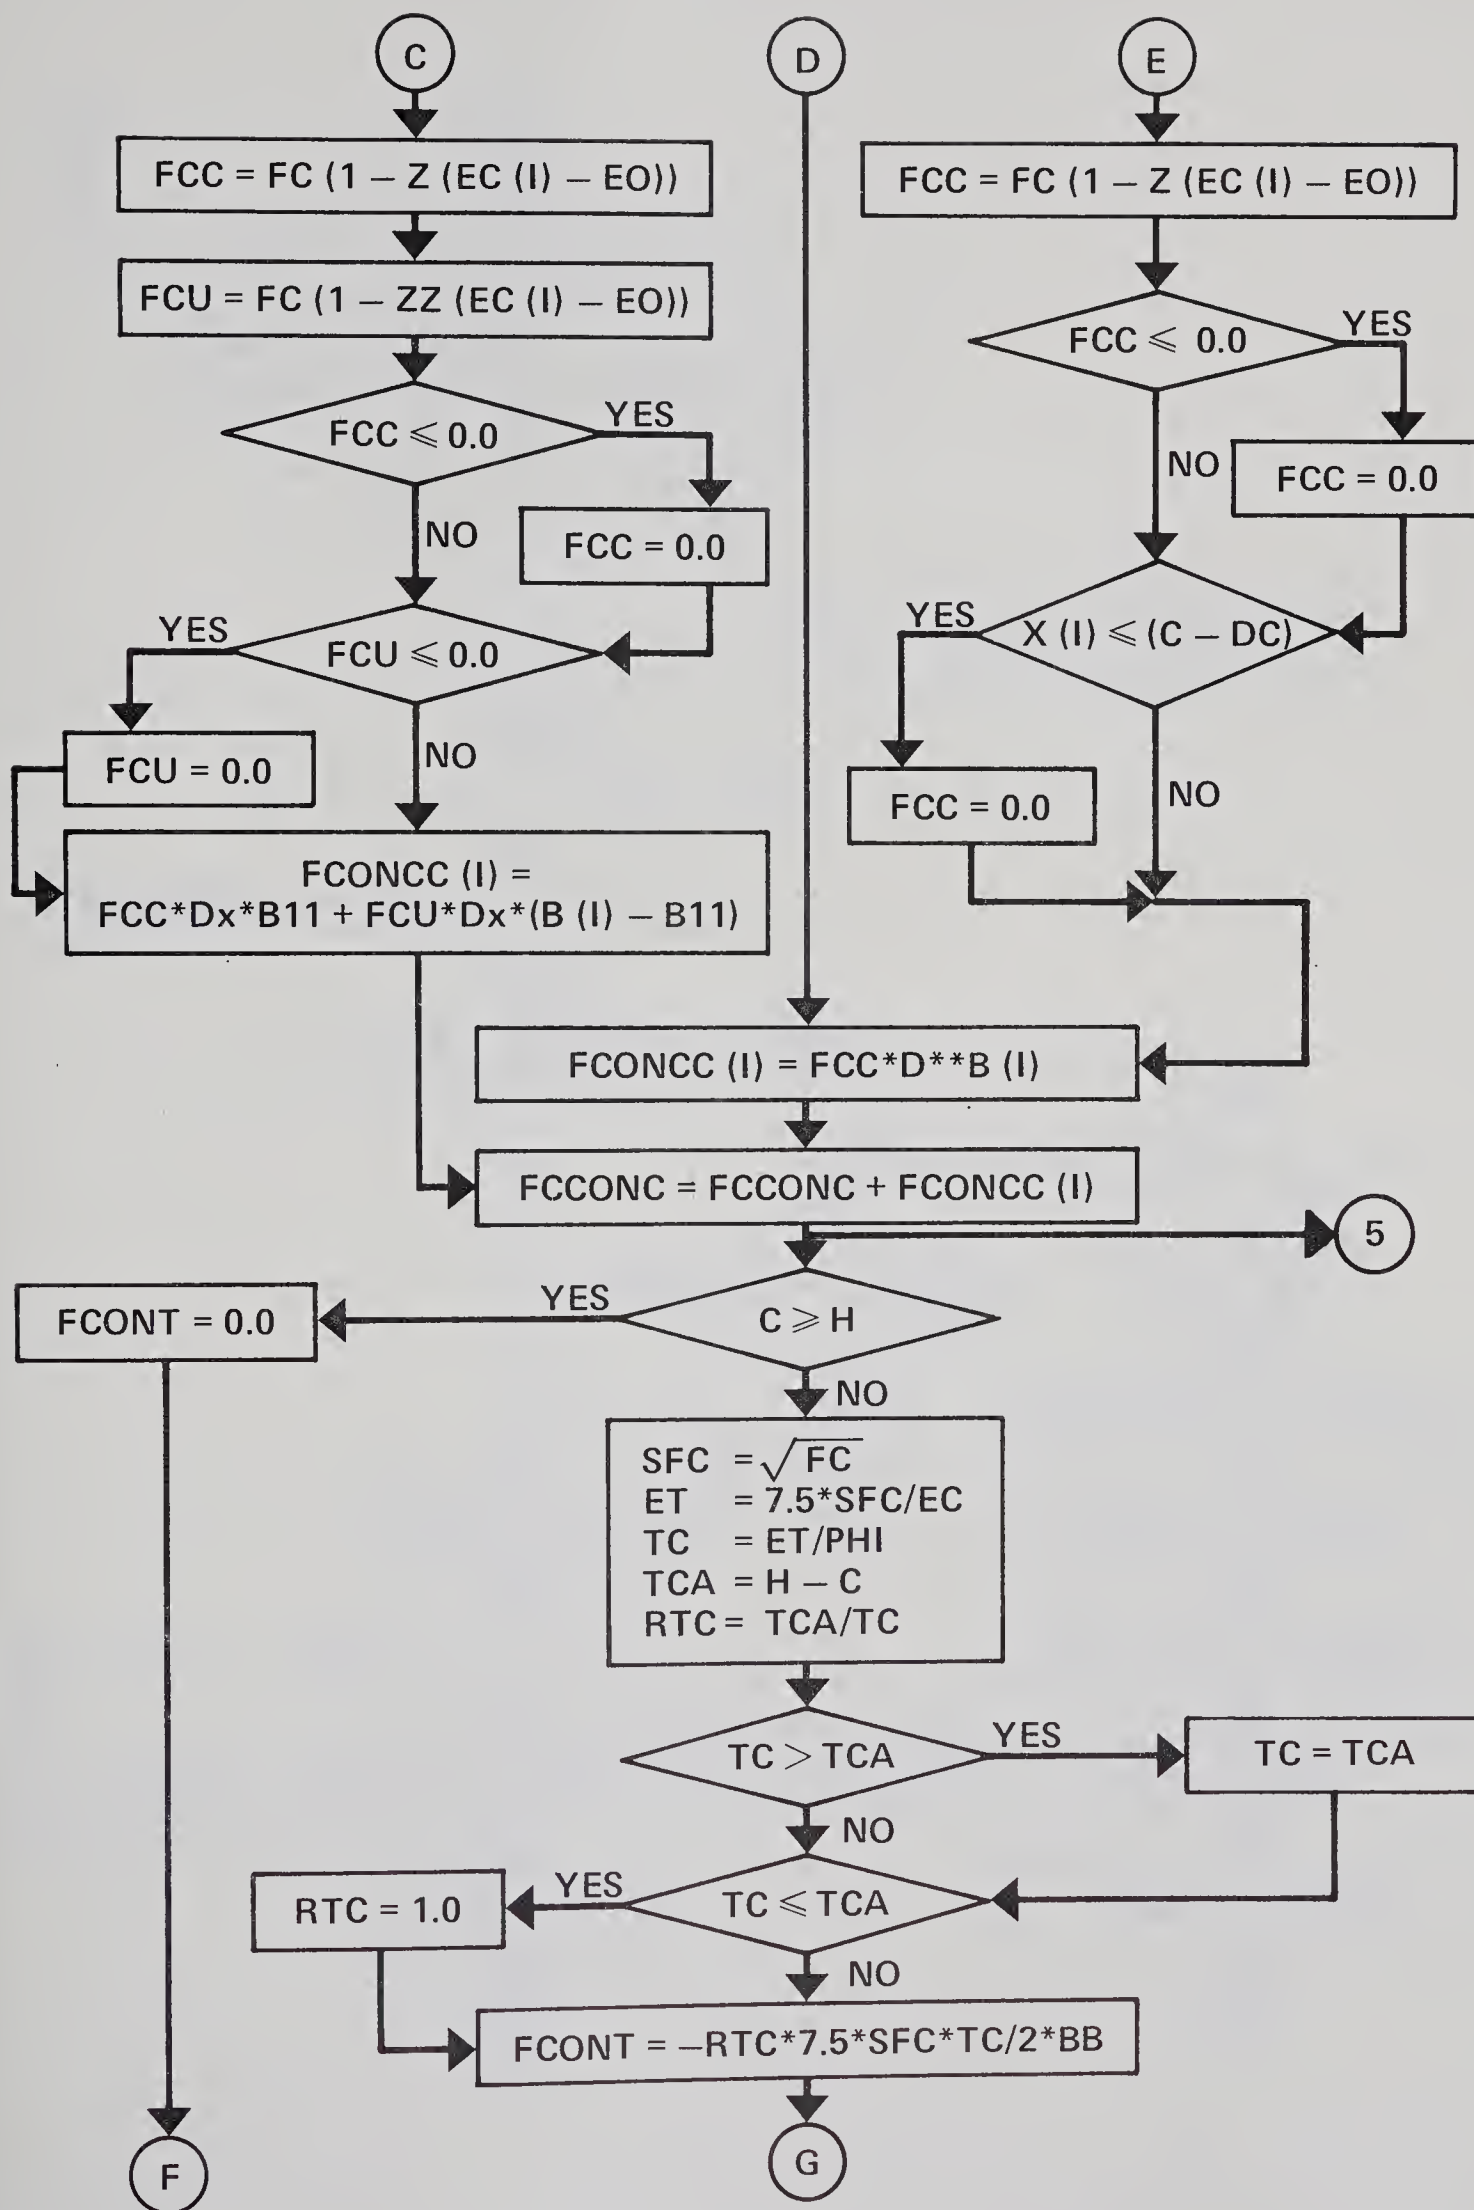 C
D
E
FCC = FC (1 – Z (EC (I) – EO))
FCU = FC (1 – ZZ (EC (I) – EO))
FCC ⩽ 0.0
YES
NO
FCC = 0.0
FCU ⩽ 0.0
YES
NO
FCU = 0.0
FCONCC (I) =
FCC*Dx*B11 + FCU*Dx*(B (I) – B11)
FCC = FC (1 – Z (EC (I) – EO))
FCC ⩽ 0.0
YES
NO
FCC = 0.0
X (I) ⩽ (C – DC)
YES
NO
FCC = 0.0
FCONCC (I) = FCC*D**B (I)
FCCONC = FCCONC + FCONCC (I)
5
C ⩾ H
YES
FCONT = 0.0
NO
SFC = √FC
ET = 7.5*SFC/EC
TC = ET/PHI
TCA = H – C
RTC = TCA/TC
TC > TCA
YES
TC = TCA
NO
TC ⩽ TCA
YES
RTC = 1.0
NO
FCONT = –RTC*7.5*SFC*TC/2*BB
F
G